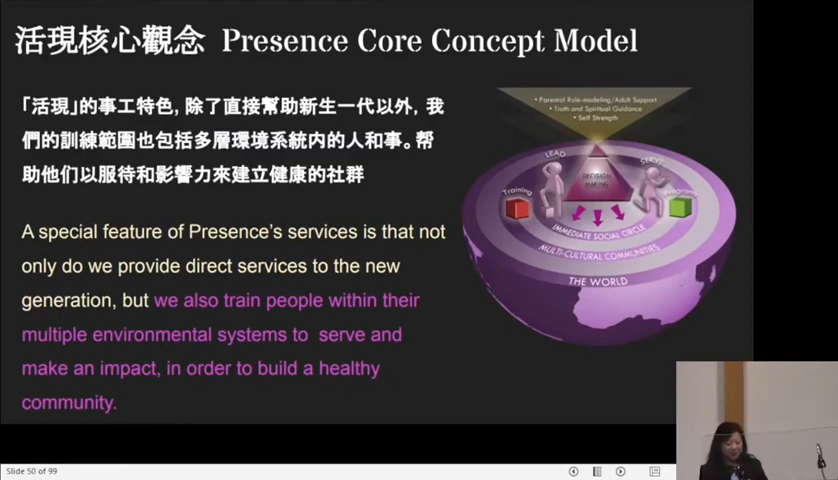 活現核心觀念 Presence Core Concept Model
「活現」的事工特色, 除了直接幫助新生一代以外, 我
們的訓練範圍也包括多層環境系統内的人和事。帮
助他们以服待和影響力來建立健康的社群
A special feature of Presence's services is that not
only do we provide direct services to the new
generation, but we also train people within their
multiple environmental systems to serve and
make an impact, in order to build a healthy
community.
• Parental Role-modeling/Adult Support
• Truth and Spiritual Guidance
• Self Strength
LEAD
SERVE
DECISION
MAKING
Training
Programs
IMMEDIATE SOCIAL CIRCLE
MULTI-CULTURAL COMMUNITIES
THE WORLD
Slide 50 of 99